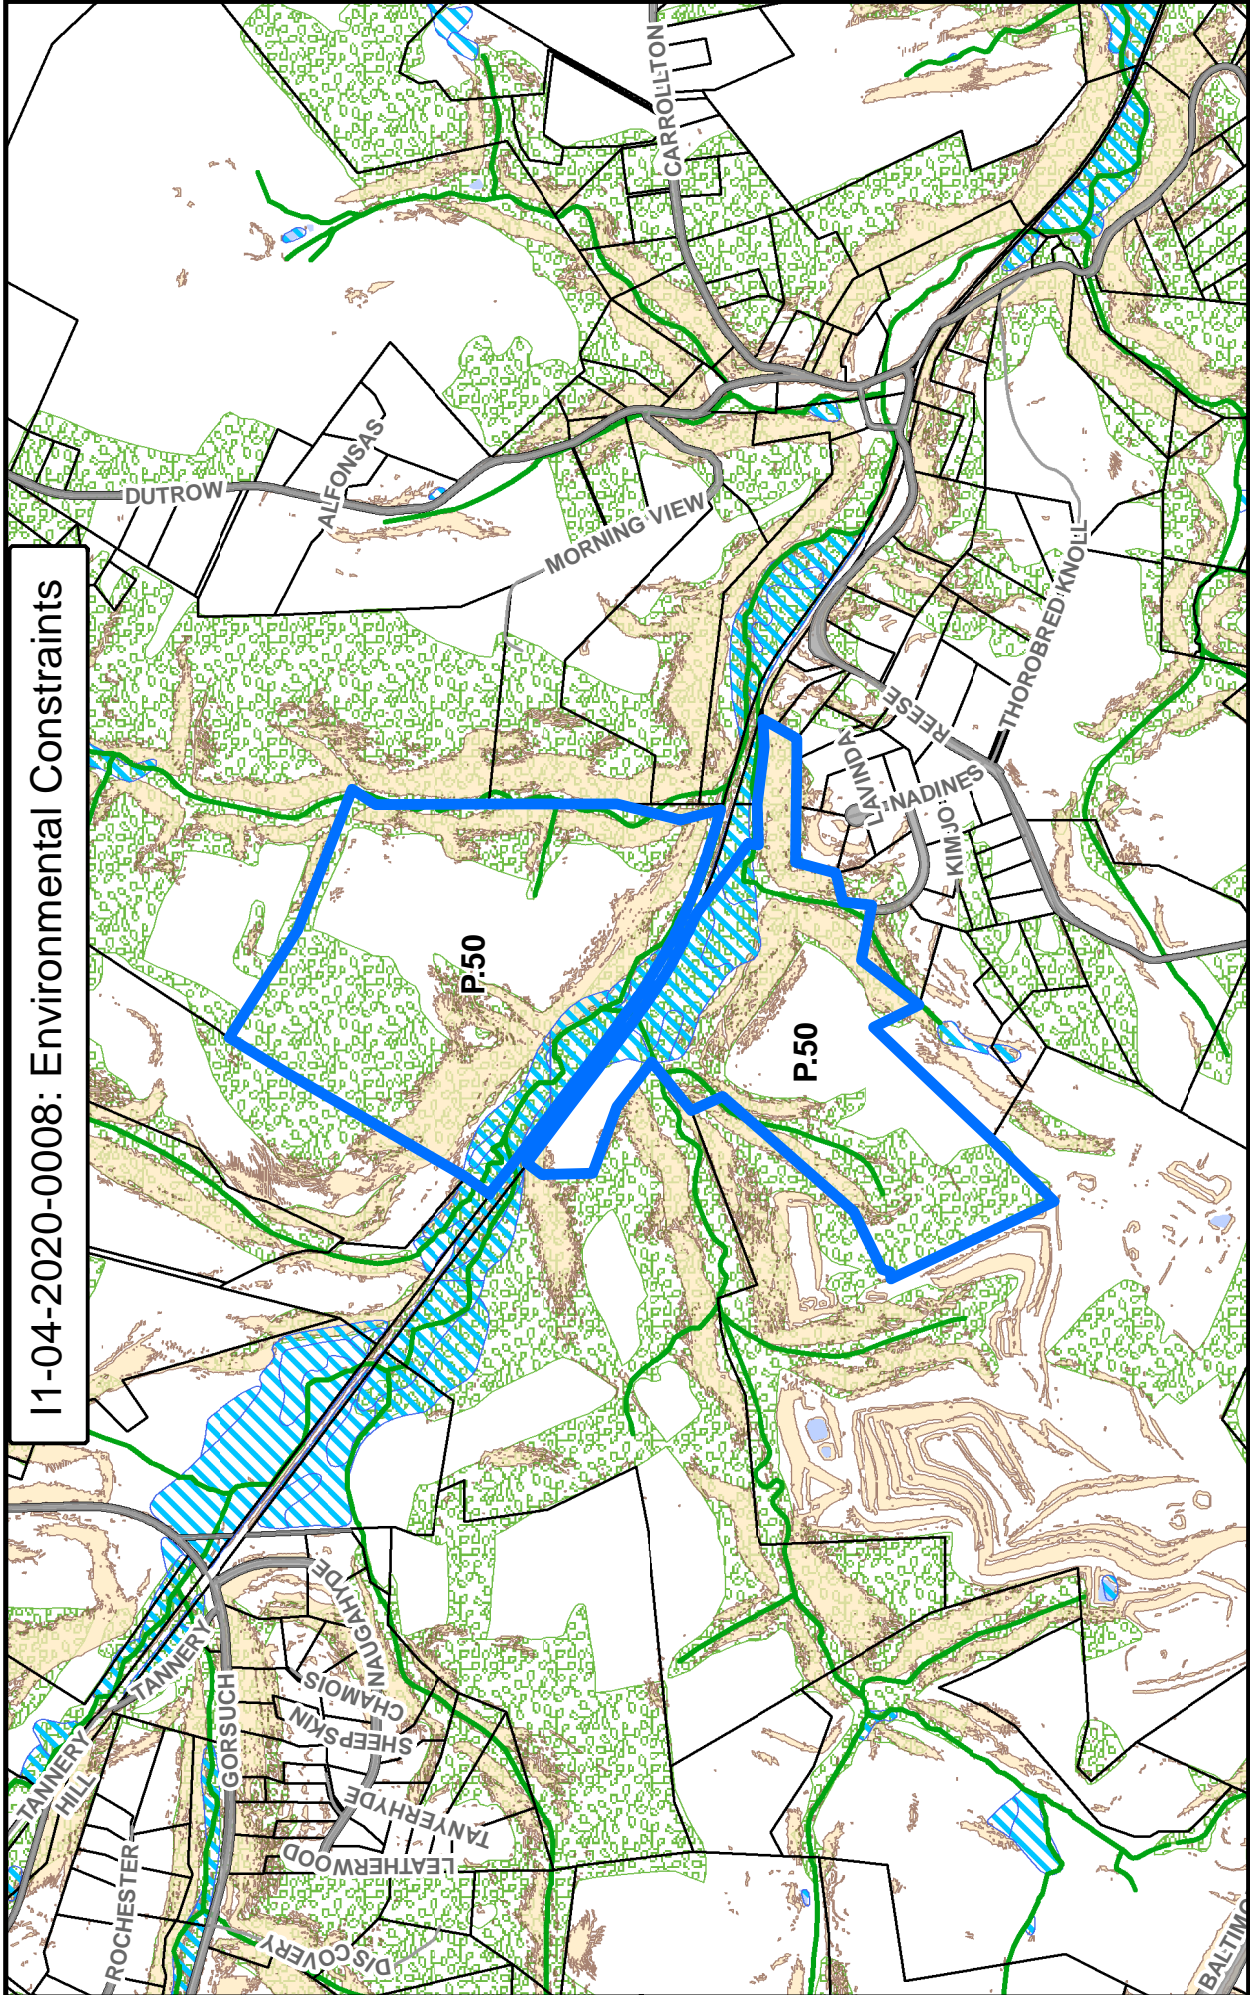 I1-04-2020-0008: Environmental Constraints
CARROLLTON
DUTROW
ALFONSAS
MORNING VIEW
THOROBRED KNOLL
REESE
LAVINDA
NADINES
KIMJO
P.50
P.50
TANNERY
HILL
TANNERY
GORSUCH
NAUGAHYDE
CHAMOIS
SHEEPSKIN
TANYERHYDE
LEATHERWOOD
ROCHESTER
DISCOVERY
BALTIMO